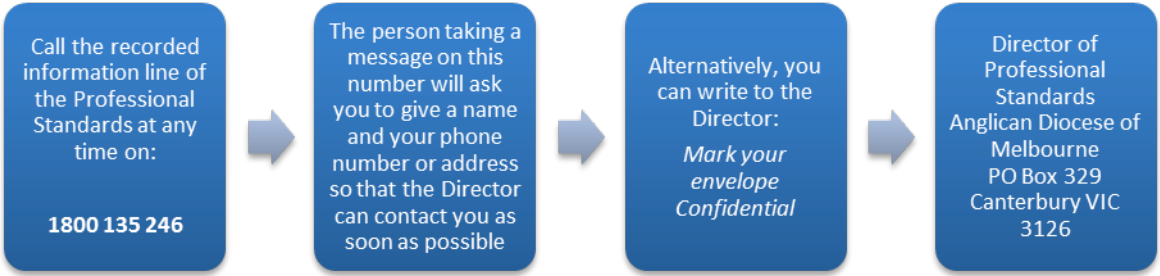 Call the recorded
information line of
the Professional
Standards at any
time on:
1800 135 246
The person taking a
message on this
number will ask
you to give a name
and your phone
number or address
so that the Director
can contact you as
soon as possible
Alternatively, you
can write to the
Director:
Mark your
envelope
Confidential
Director of
Professional
Standards
Anglican Diocese of
Melbourne
PO Box 329
Canterbury VIC
3126